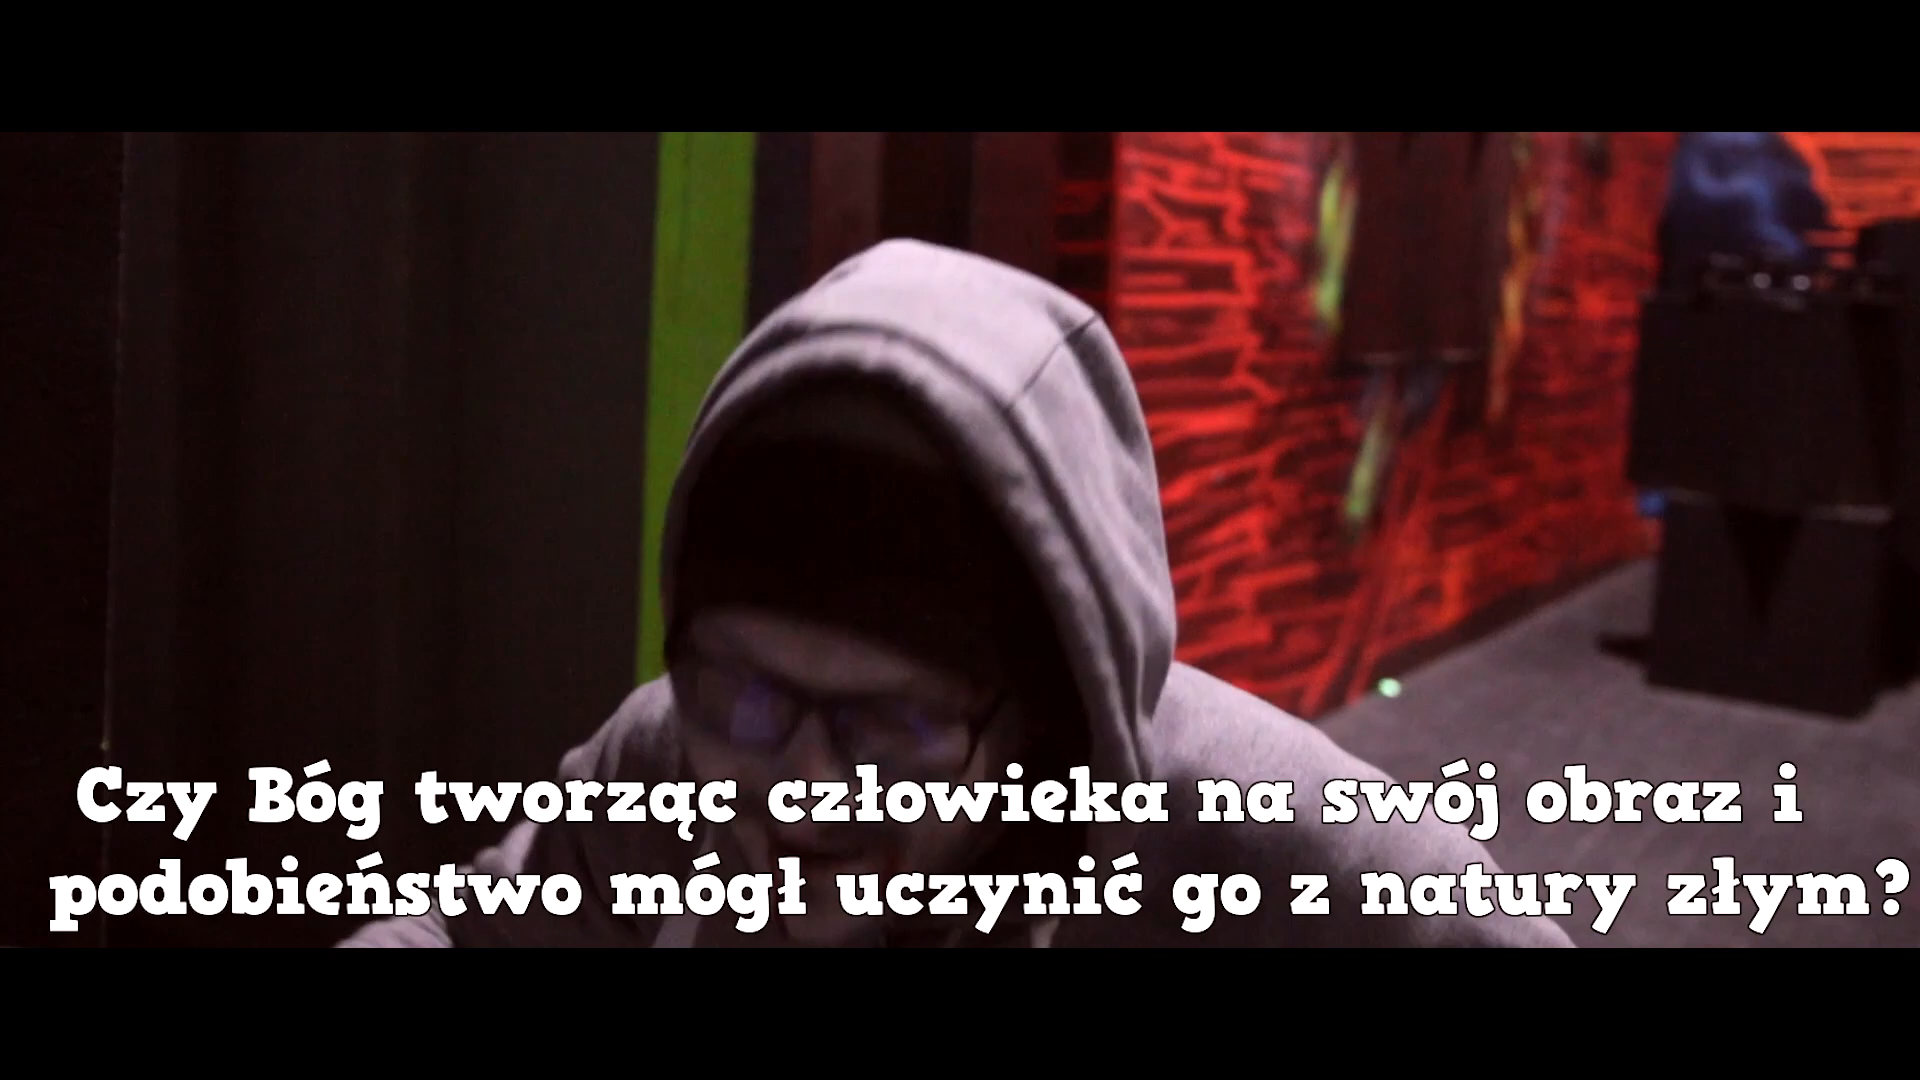 Czy Bóg tworząc człowieka na swój obraz i
podobieństwo mógł uczynić go z natury złym?